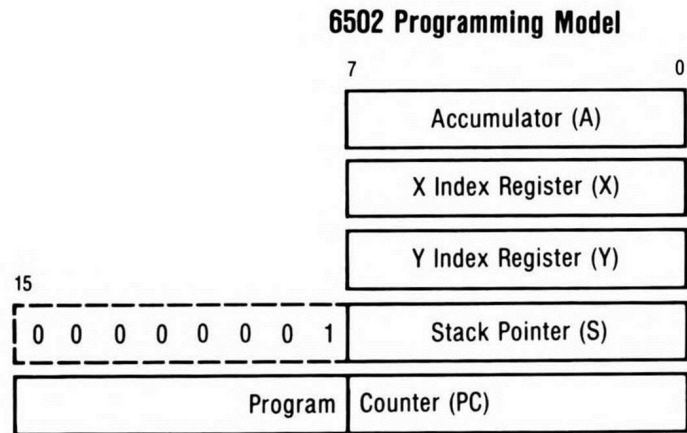 6502 Programming Model
7 0
Accumulator (A)
X Index Register (X)
Y Index Register (Y)
15
0 0 0 0 0 0 0 1 Stack Pointer (S)
Program Counter (PC)